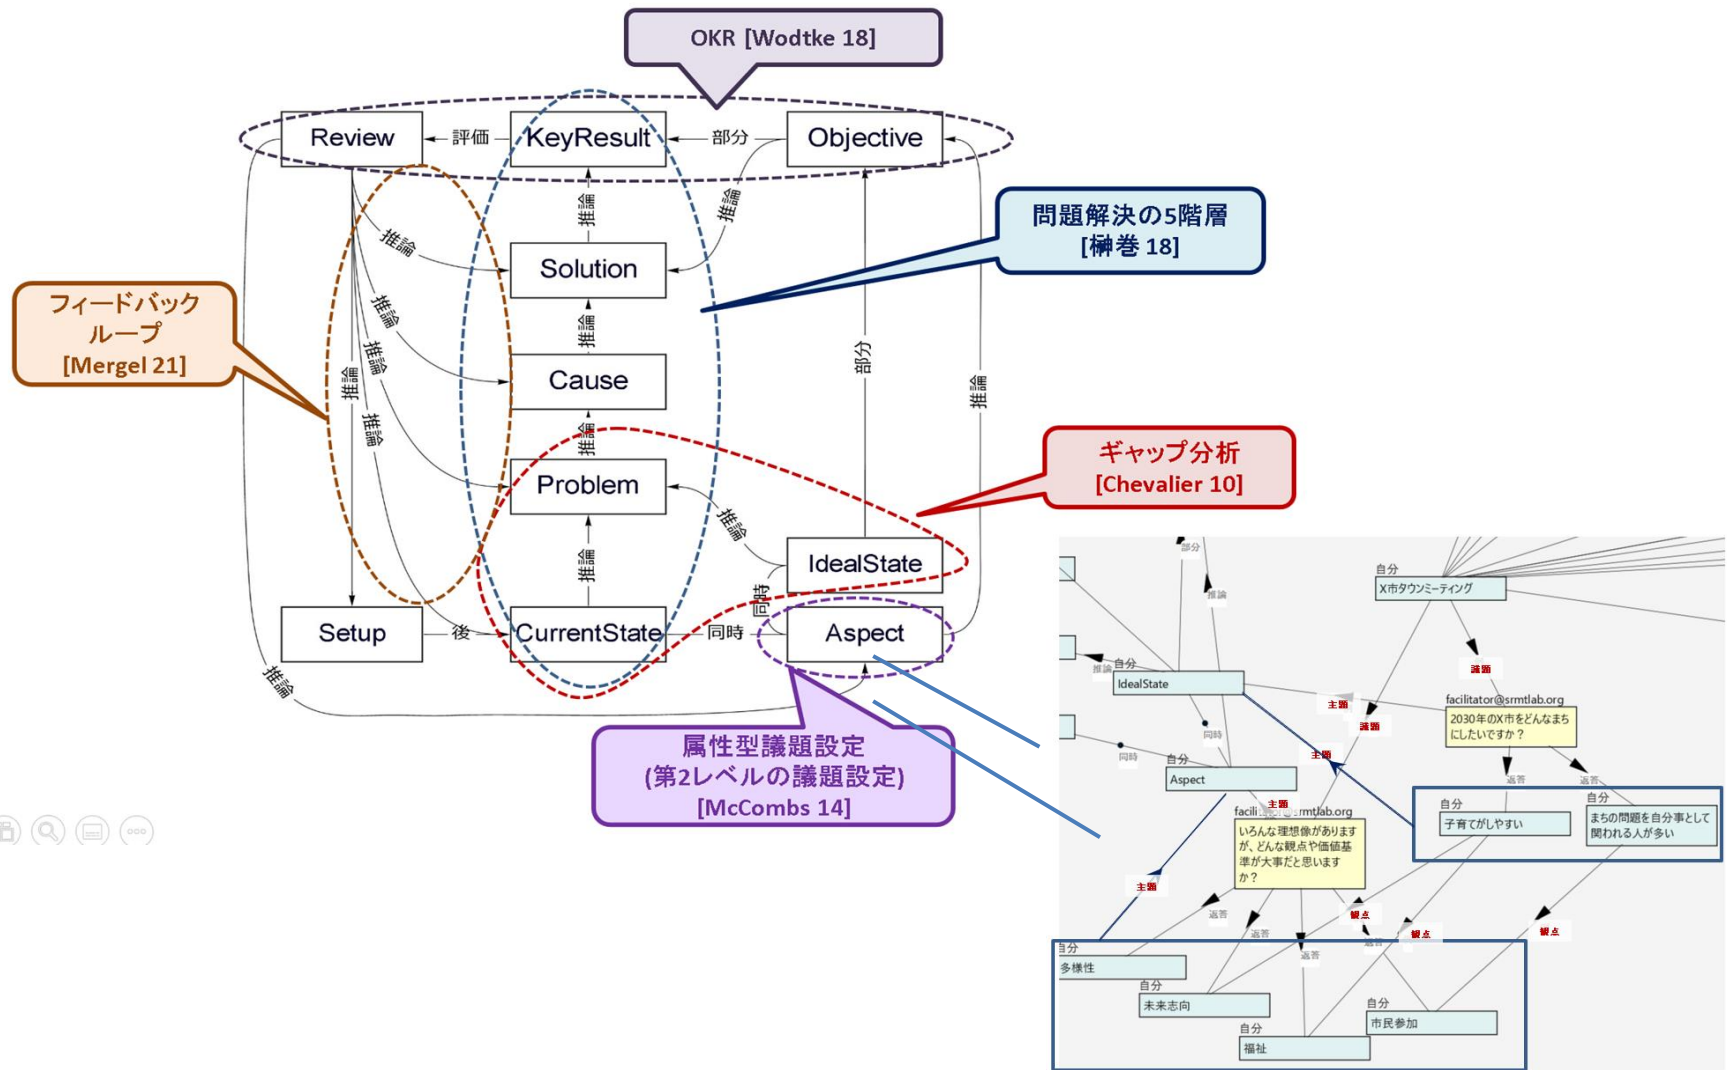 OKR [Wodtke 18]
Review
評価
KeyResult
部分
Objective
推論
推論
問題解決の5階層
[榊巻 18]
推論
Solution
フィードバック
ループ
[Mergel 21]
推論
推論
推論
推論
推論
推論
部分
推論
Cause
推論
ギャップ分析
[Chevalier 10]
Problem
推論
推論
IdealState
同時
Setup
後
CurrentState
同時
Aspect
推論
属性型議題設定
(第2レベルの議題設定)
[McCombs 14]
部分
推論
自分
X市タウンミーティング
議題
推論
自分
IdealState
主題
議題
facilitator@srmtlab.org
2030年のX市をどんなまち
にしたいですか?
同時
同時
主題
返答
返答
自分
Aspect
主題
自分
子育てがしやすい
自分
まちの問題を自分事として
関われる人が多い
srmtlab.org
いろんな理想像があります
が、どんな観点や価値基
準が大事だと思います
か?
主題
返答
返答
返答
返答
観点
観点
観点
自分
多様性
自分
未来志向
自分
市民参加
自分
福祉